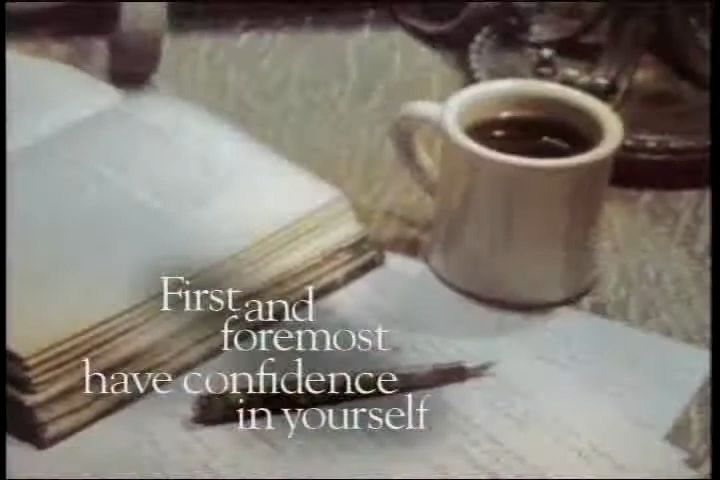 First and
foremost
have confidence
in yourself